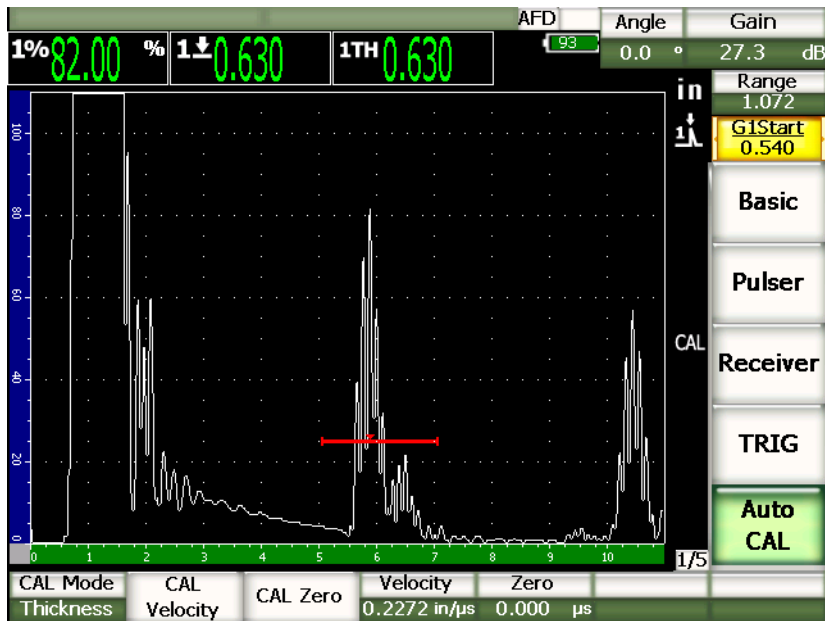 AFD
Angle
Gain
1% 82.00 %
1 0.630
1TH 0.630
93
0.0 °
27.3 dB
in
Range
1.072
1
G1Start
0.540
100
80
60
40
20
0
Basic
Pulser
CAL
Receiver
TRIG
Auto
CAL
0 1 2 3 4 5 6 7 8 9 10
1/5
CAL Mode
Thickness
CAL
Velocity
CAL Zero
Velocity
0.2272 in/µs
Zero
0.000 µs